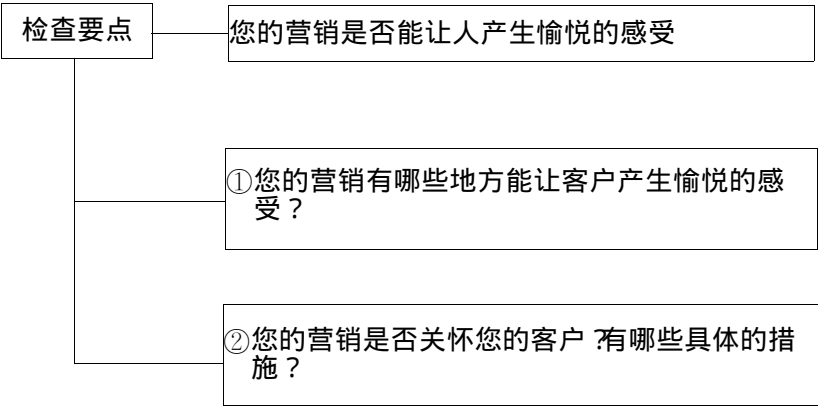 检查要点
您的营销是否能让人产生愉悦的感受
①您的营销有哪些地方能让客户产生愉悦的感
受？
②您的营销是否关怀您的客户？有哪些具体的措
施？